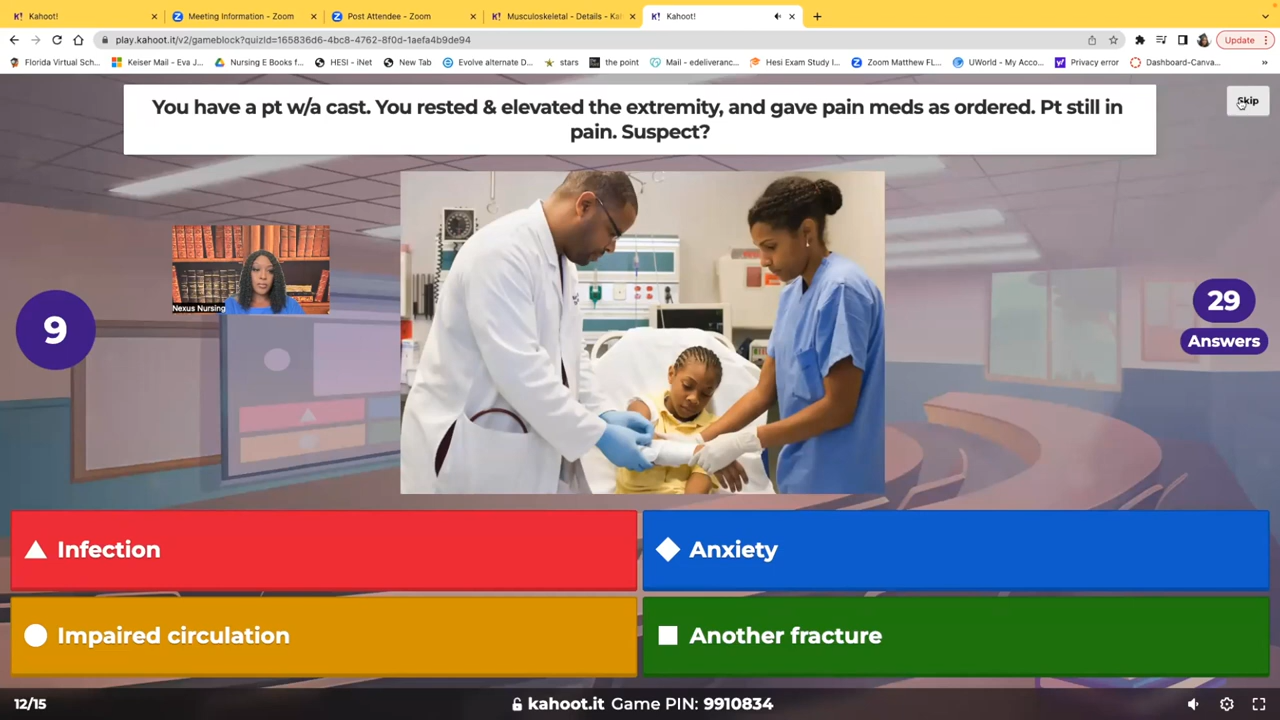 Kahoot!
Meeting Information - Zoom
Post Attendee - Zoom
Musculoskeletal - Details - Kah
Kahoot!
play.kahoot.it/v2/gameblock?quizId=165836d6-4bc8-4762-8f0d-1aefa4b9de94
Update
Florida Virtual Sch...
Keiser Mail - Eva J...
Nursing E Books f...
HESI - iNet
New Tab
Evolve alternate D...
stars
the point
Mail - edeliveranc...
Hesi Exam Study I...
Zoom Matthew FL...
UWorld - My Acco...
Privacy error
Dashboard-Canva...
»
You have a pt w/a cast. You rested & elevated the extremity, and gave pain meds as ordered. Pt still in
pain. Suspect?
Skip
Nexus Nursing
9
29
Answers
Infection
Anxiety
Impaired circulation
Another fracture
12/15
kahoot.it Game PIN: 9910834